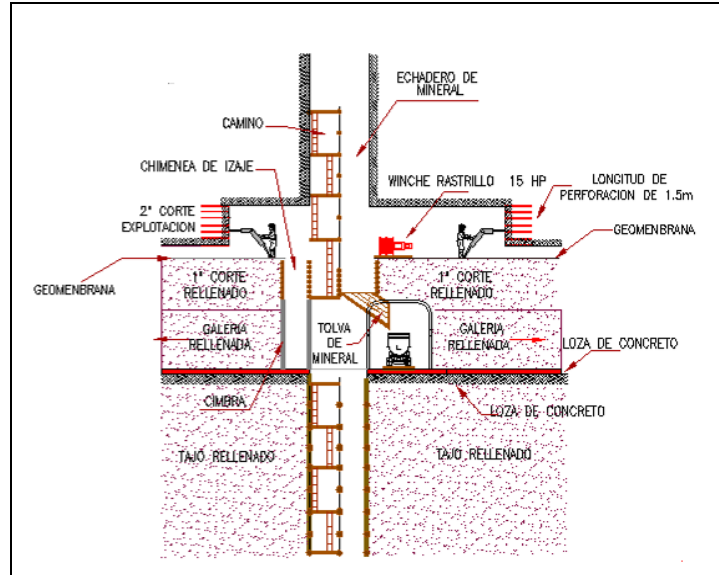 ECHADERO DE
MINERAL
CAMINO
CHIMENEA DE IZAJE
WINCHE RASTRILLO 15 HP
LONGITUD DE
PERFORACION DE 1.5m
2° CORTE
EXPLOTACION
GEOMEMBRANA
GEOMENBRANA
1° CORTE
RELLENADO
1° CORTE
RELLENADO
GALERIA
RELLENADA
TOLVA
DE
MINERAL
L
GALERIA
RELLENADA
LOZA DE CONCRETO
CIMBRA
LOZA DE CONCRETO
TAJO RELLENADO
TAJO RELLENADO